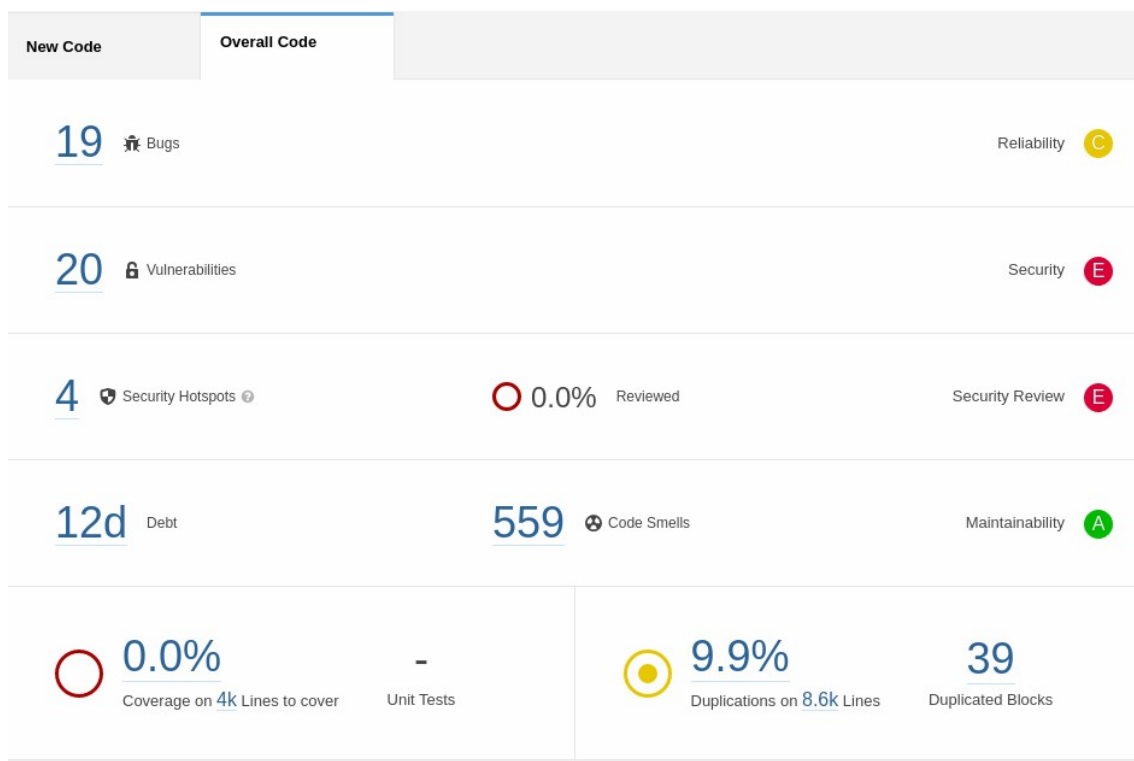 New Code Overall Code
19 Bugs Reliability C
20 Vulnerabilities Security E
4 Security Hotspots ? 0.0% Reviewed Security Review E
12d Debt 559 Code Smells Maintainability A
0.0% - 9.9% 39
Coverage on 4k Lines to cover Unit Tests Duplications on 8.6k Lines Duplicated Blocks